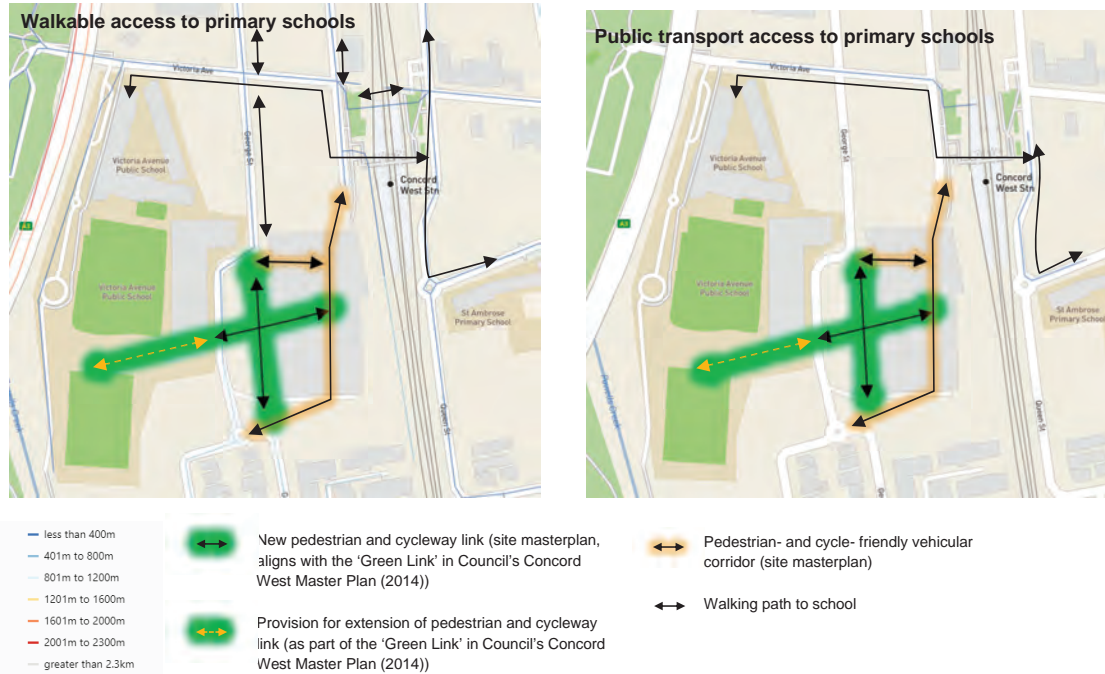 Walkable access to primary schools
Victoria Ave
George St
Victoria Avenue
Public School
Concord
West Stn
A3
Victoria Avenue
Public School
St Ambrose
Primary School
Queen St
G
Public transport access to primary schools
Victoria Ave
George St
Victoria Avenue
Public School
Concord
West Stn
A3
Victoria Avenue
Public School
St Ambrose
Primary School
Powells Creek
Queen St
Ge
less than 400m
401m to 800m
801m to 1200m
1201m to 1600m
1601m to 2000m
2001m to 2300m
greater than 2.3km
New pedestrian and cycleway link (site masterplan,
aligns with the ‘Green Link’ in Council’s Concord
West Master Plan (2014))
Provision for extension of pedestrian and cycleway
link (as part of the ‘Green Link’ in Council’s Concord
West Master Plan (2014))
Pedestrian- and cycle- friendly vehicular
corridor (site masterplan)
Walking path to school